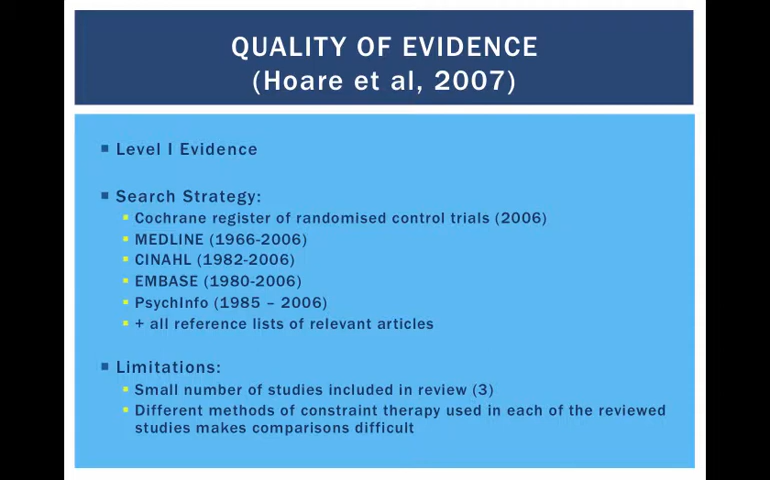 QUALITY OF EVIDENCE
(Hoare et al, 2007)
Level I Evidence
Search Strategy:
Cochrane register of randomised control trials (2006)
MEDLINE (1966-2006)
CINAHL (1982-2006)
EMBASE (1980-2006)
PsychInfo (1985 – 2006)
+ all reference lists of relevant articles
Limitations:
Small number of studies included in review (3)
Different methods of constraint therapy used in each of the reviewed
studies makes comparisons difficult